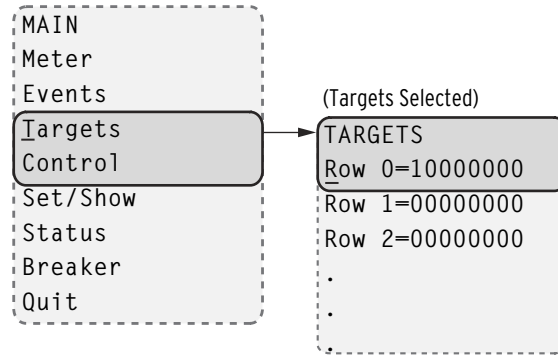 MAIN
Meter
Events
Targets
Control
Set/Show
Status
Breaker
Quit
(Targets Selected)
TARGETS
Row 0=10000000
Row 1=00000000
Row 2=00000000
.
.
.